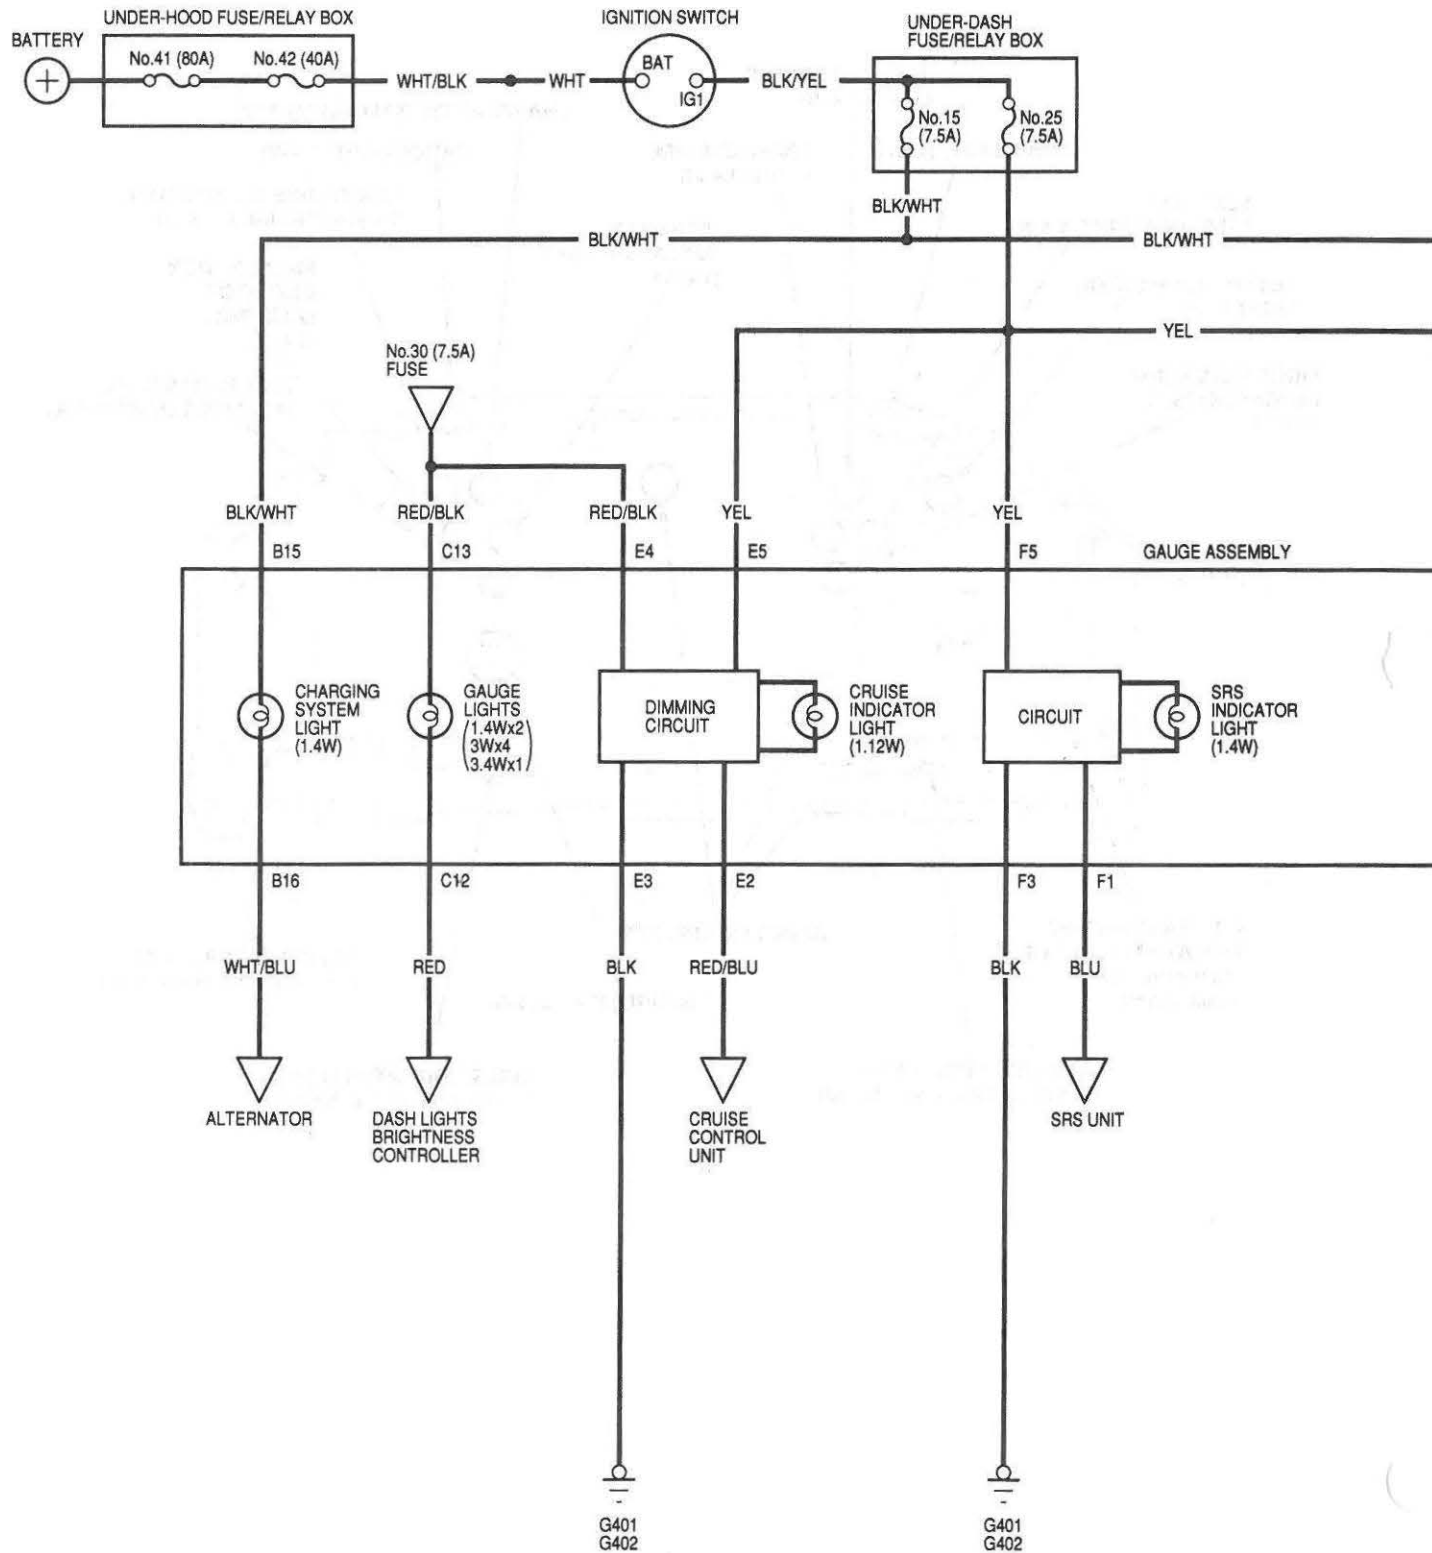 UNDER-HOOD FUSE/RELAY BOX
IGNITION SWITCH
UNDER-DASH
FUSE/RELAY BOX
BATTERY
No.41 (80A)
No.42 (40A)
WHT/BLK
WHT
BAT
IG1
BLK/YEL
No.15
(7.5A)
No.25
(7.5A)
BLK/WHT
BLK/WHT
BLK/WHT
YEL
No.30 (7.5A)
FUSE
BLK/WHT
RED/BLK
RED/BLK
YEL
YEL
B15
C13
E4
E5
F5
GAUGE ASSEMBLY
CHARGING
SYSTEM
LIGHT
(1.4W)
GAUGE
LIGHTS
(1.4Wx2
3Wx4
3.4Wx1)
DIMMING
CIRCUIT
CRUISE
INDICATOR
LIGHT
(1.12W)
CIRCUIT
SRS
INDICATOR
LIGHT
(1.4W)
B16
C12
E3
E2
F3
F1
WHT/BLU
RED
BLK
RED/BLU
BLK
BLU
ALTERNATOR
DASH LIGHTS
BRIGHTNESS
CONTROLLER
CRUISE
CONTROL
UNIT
SRS UNIT
G401
G402
G401
G402